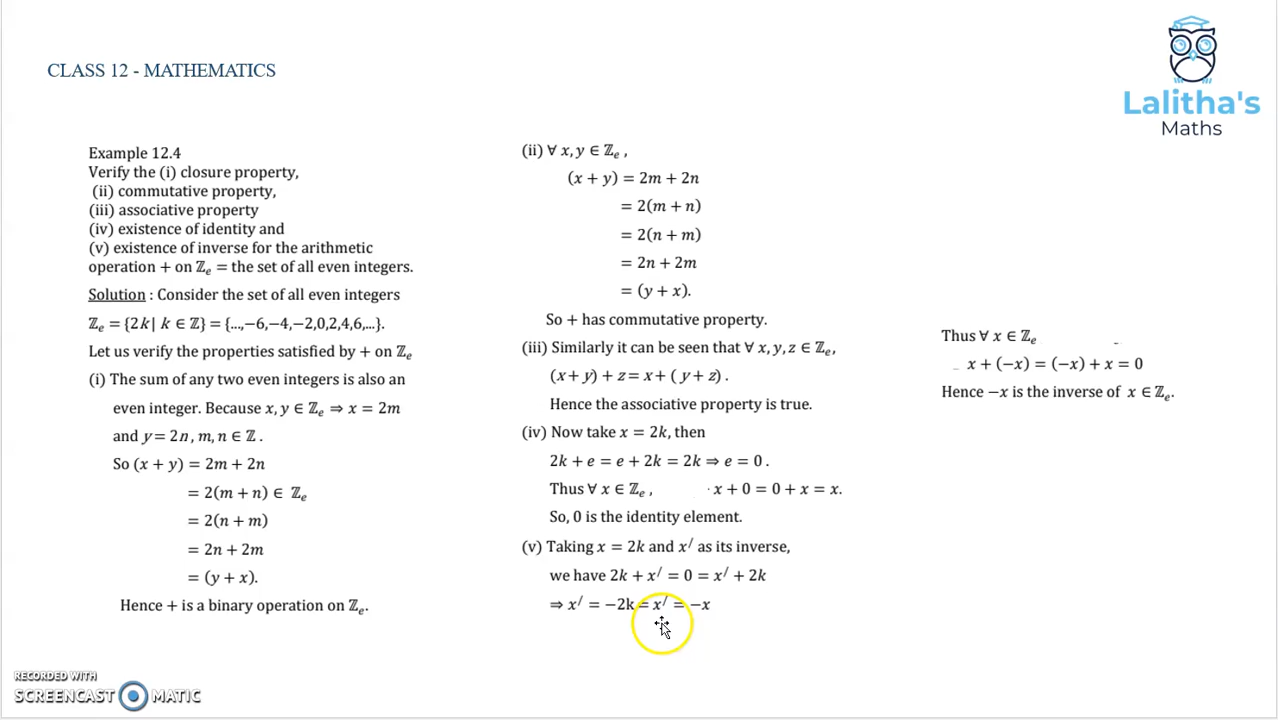 CLASS 12 - MATHEMATICS
Lalitha's
Maths
Example 12.4
Verify the (i) closure property,
(ii) commutative property,
(iii) associative property
(iv) existence of identity and
(v) existence of inverse for the arithmetic
operation + on ℤₑ = the set of all even integers.
Solution : Consider the set of all even integers
ℤₑ = {2k| k ∈ ℤ} = {...,−6,−4,−2,0,2,4,6,...}.
Let us verify the properties satisfied by + on ℤₑ
(i) The sum of any two even integers is also an
even integer. Because x, y ∈ ℤₑ ⇒ x = 2m
and y = 2n , m, n ∈ ℤ .
So (x + y) = 2m + 2n
= 2(m + n) ∈ ℤₑ
= 2(n + m)
= 2n + 2m
= (y + x).
Hence + is a binary operation on ℤₑ.
(ii) ∀ x, y ∈ ℤₑ ,
(x + y) = 2m + 2n
= 2(m + n)
= 2(n + m)
= 2n + 2m
= (y + x).
So + has commutative property.
(iii) Similarly it can be seen that ∀ x, y, z ∈ ℤₑ,
(x + y) + z = x + ( y + z) .
Hence the associative property is true.
(iv) Now take x = 2k, then
2k + e = e + 2k = 2k ⇒ e = 0 .
Thus ∀ x ∈ ℤₑ , x + 0 = 0 + x = x.
So, 0 is the identity element.
(v) Taking x = 2k and x′ as its inverse,
we have 2k + x′ = 0 = x′ + 2k
⇒ x′ = −2k = x′ = −x
Thus ∀ x ∈ ℤₑ
x + (−x) = (−x) + x = 0
Hence −x is the inverse of x ∈ ℤₑ.
RECORDED WITH
SCREENCAST MATIC